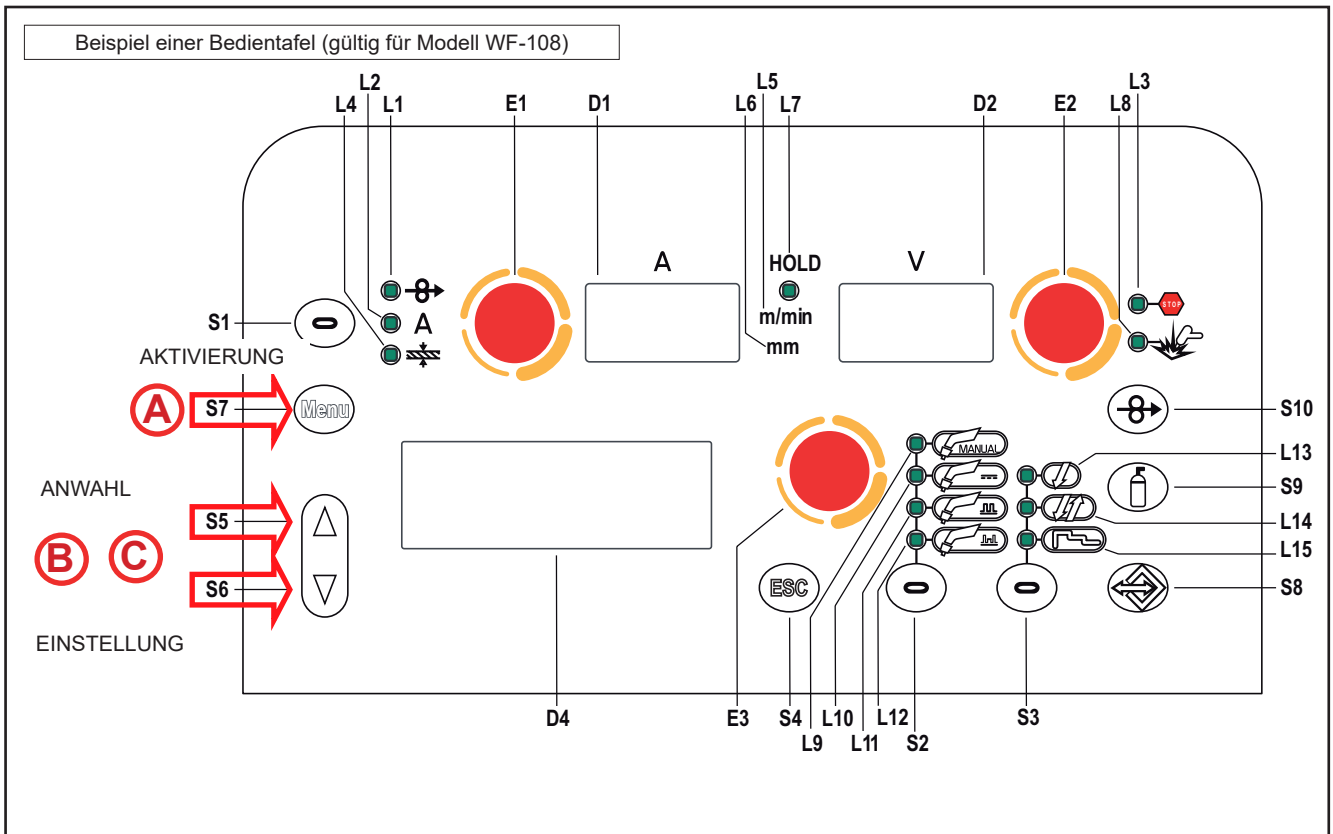 Beispiel einer Bedientafel (gültig für Modell WF-108)
L2 L5 L3
L4 L1 E1 D1 L6 L7 D2 E2 L8
A HOLD V
STOP
m/min
S1 A
mm
AKTIVIERUNG
A S7 Menu S10
MANUAL L13
ANWAHL S9
S5 L14
B C L15
S6 ESC S8
EINSTELLUNG
D4 E3 S4 L10 L12 S3
L9 L11 S2